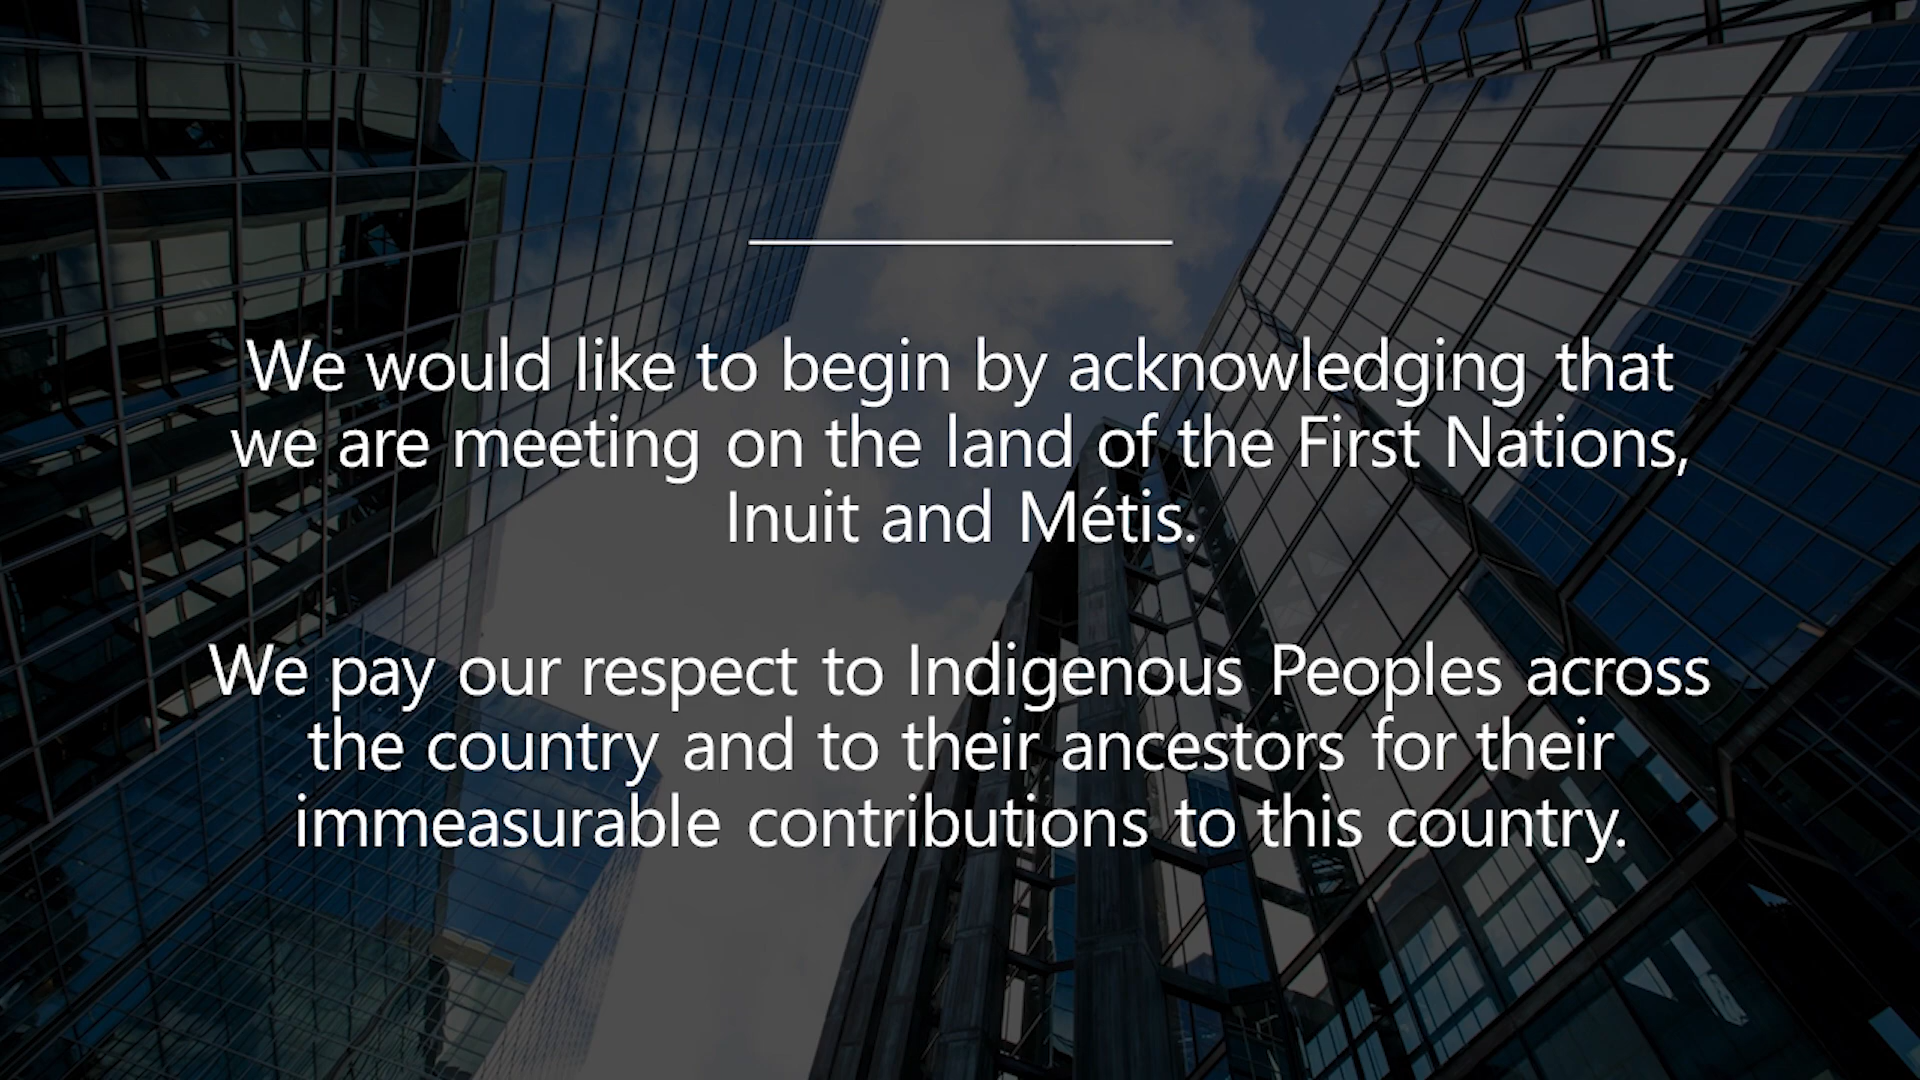 We would like to begin by acknowledging that
we are meeting on the land of the First Nations,
Inuit and Métis.
We pay our respect to Indigenous Peoples across
the country and to their ancestors for their
immeasurable contributions to this country.